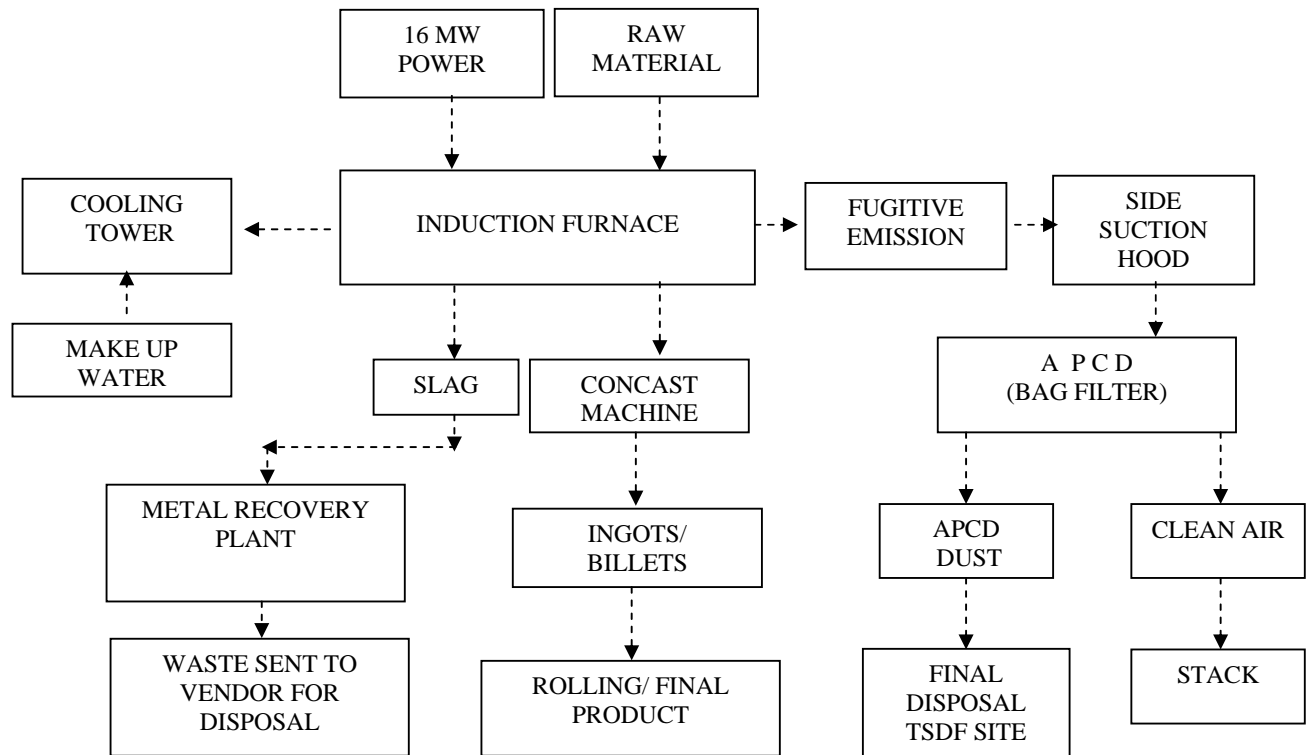 16 MW
POWER
RAW
MATERIAL
COOLING
TOWER
INDUCTION FURNACE
FUGITIVE
EMISSION
SIDE
SUCTION
HOOD
MAKE UP
WATER
SLAG
CONCAST
MACHINE
A P C D
(BAG FILTER)
METAL RECOVERY
PLANT
INGOTS/
BILLETS
APCD
DUST
CLEAN AIR
WASTE SENT TO
VENDOR FOR
DISPOSAL
ROLLING/ FINAL
PRODUCT
FINAL
DISPOSAL
TSDF SITE
STACK